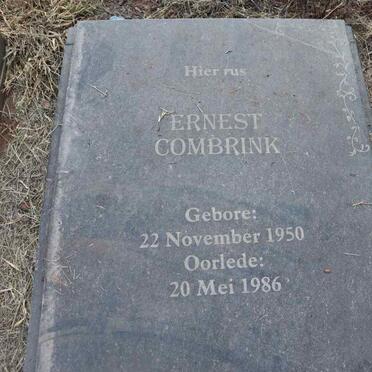 Hier rus
ERNEST
COMBRINK
Gebore:
22 November 1950
Oorlede:
20 Mei 1986